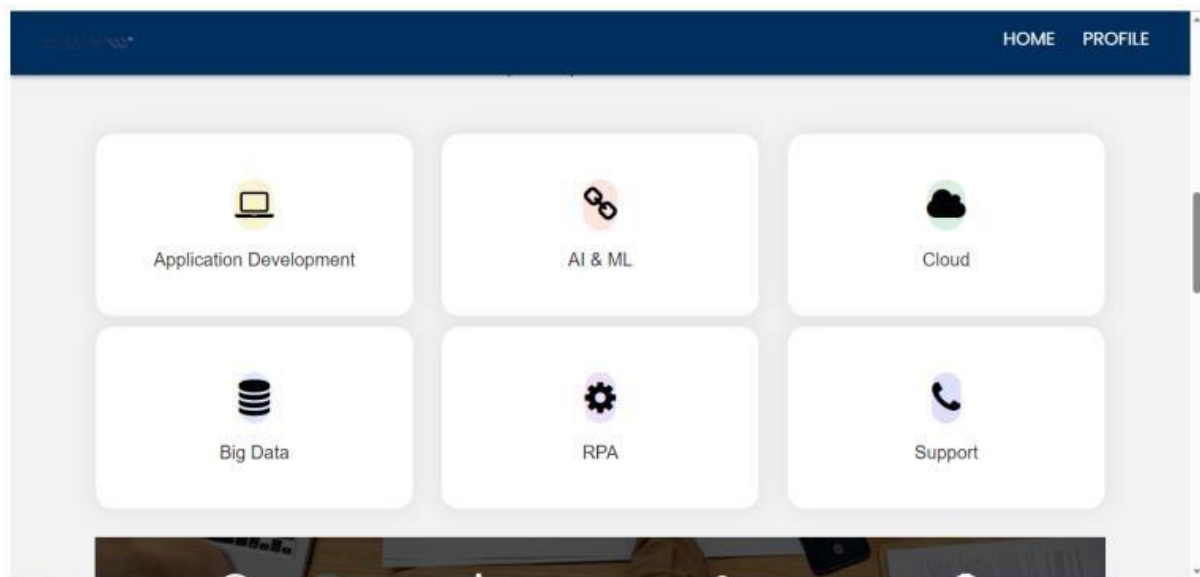 HOME PROFILE
Application Development
AI & ML
Cloud
Big Data
RPA
Support